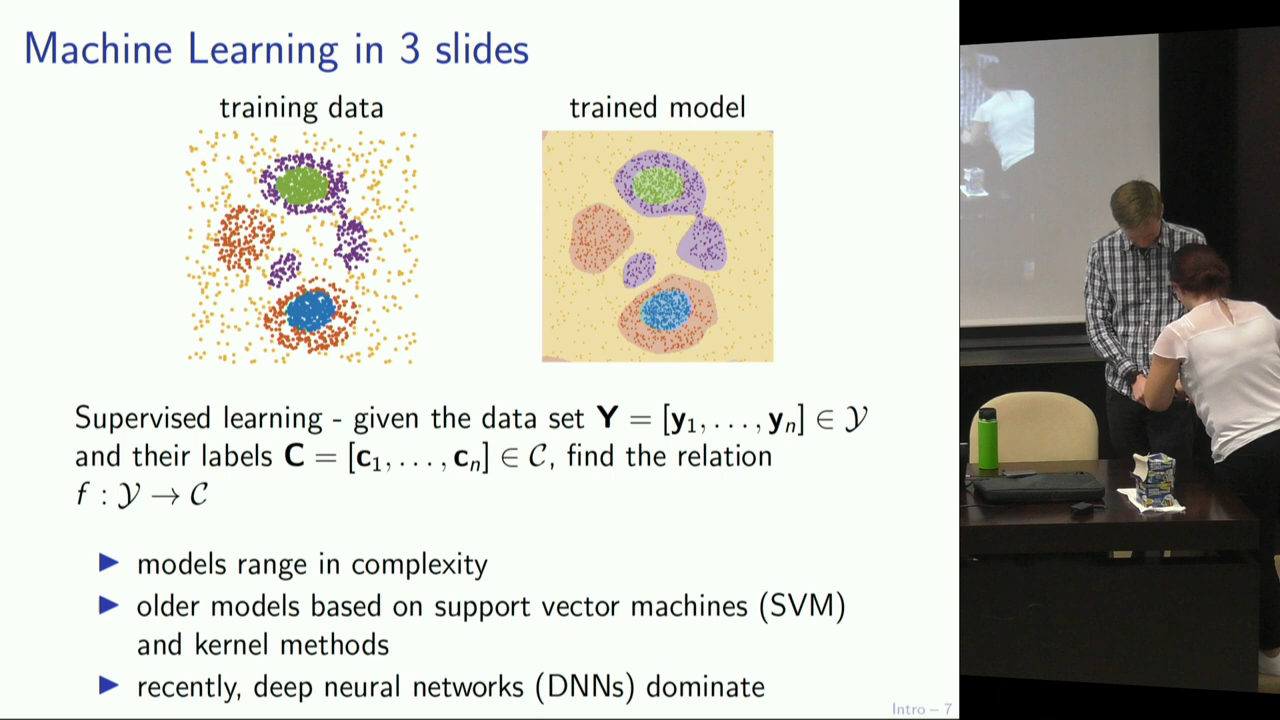 Machine Learning in 3 slides
training data
trained model
Supervised learning - given the data set Y = [y₁, . . . , yₙ] ∈ 𝒴
and their labels C = [c₁, . . . , cₙ] ∈ 𝒞, find the relation
f : 𝒴 → 𝒞
▶ models range in complexity
▶ older models based on support vector machines (SVM)
and kernel methods
▶ recently, deep neural networks (DNNs) dominate
Intro – 7